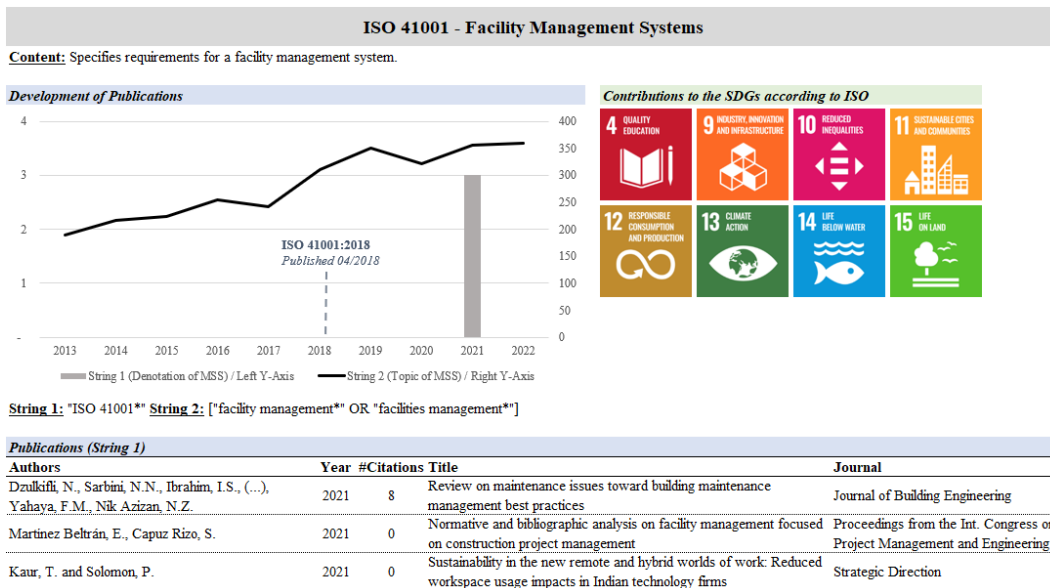 ISO 41001 - Facility Management Systems
Content: Specifies requirements for a facility management system.
Development of Publications
4
3
2
1
-
400
350
300
250
200
150
100
50
0
ISO 41001:2018
Published 04/2018
2013 2014 2015 2016 2017 2018 2019 2020 2021 2022
String 1 (Denotation of MSS) / Left Y-Axis String 2 (Topic of MSS) / Right Y-Axis
Contributions to the SDGs according to ISO
4 QUALITY
EDUCATION
9 INDUSTRY, INNOVATION
AND INFRASTRUCTURE
10 REDUCED
INEQUALITIES
11 SUSTAINABLE CITIES
AND COMMUNITIES
12 RESPONSIBLE
CONSUMPTION
AND PRODUCTION
13 CLIMATE
ACTION
14 LIFE
BELOW WATER
15 LIFE
ON LAND
String 1: "ISO 41001*" String 2: ["facility management*" OR "facilities management*"]
Publications (String 1)
Authors Year #Citations Title Journal
Dzulkifli, N., Sarbini, N.N., Ibrahim, I.S., (...),
Yahaya, F.M., Nik Azizan, N.Z.
2021 8
Review on maintenance issues toward building maintenance
management best practices
Journal of Building Engineering
Martínez Beltrán, E., Capuz Rizo, S.
2021 0
Normative and bibliographic analysis on facility management focused
on construction project management
Proceedings from the Int. Congress on
Project Management and Engineering
Kaur, T. and Solomon, P.
2021 0
Sustainability in the new remote and hybrid worlds of work: Reduced
workspace usage impacts in Indian technology firms
Strategic Direction